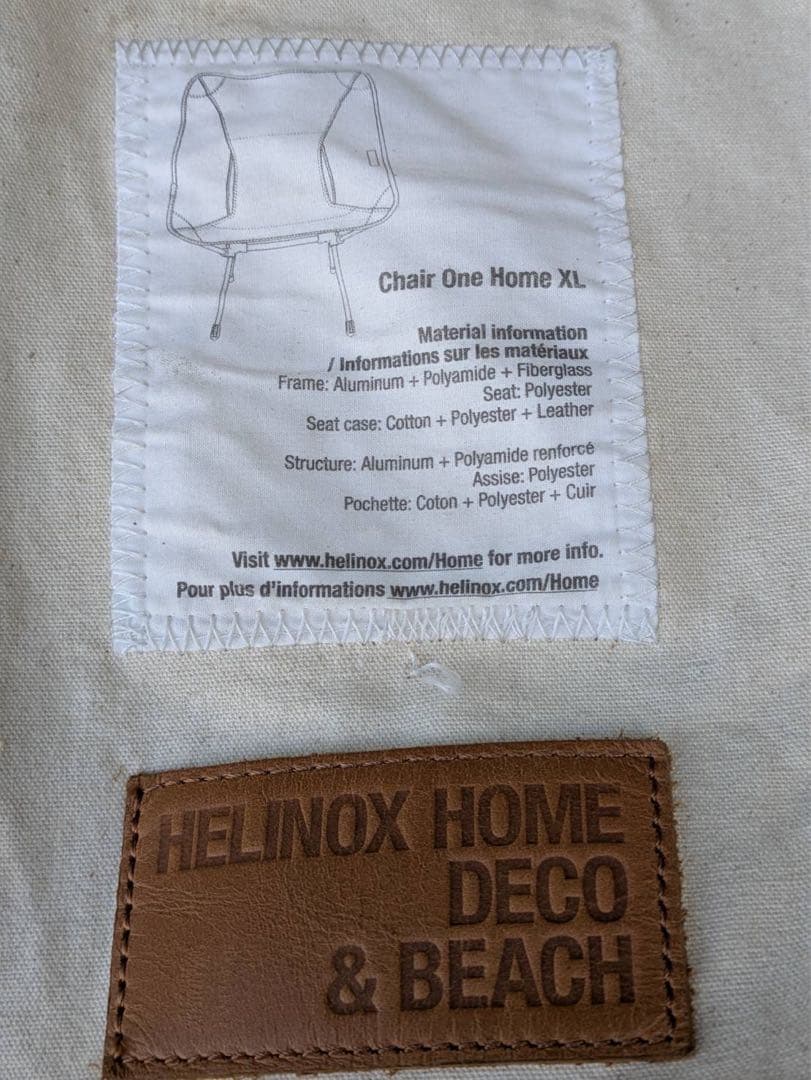 Chair One Home XL
Material information
/ Informations sur les matériaux
Frame: Aluminum + Polyamide + Fiberglass
Seat: Polyester
Seat case: Cotton + Polyester + Leather
Structure: Aluminum + Polyamide renforcé
Assise: Polyester
Pochette: Coton + Polyester + Cuir
Visit www.helinox.com/Home for more info.
Pour plus d'informations www.helinox.com/Home
HELINOX HOME
DECO
& BEACH